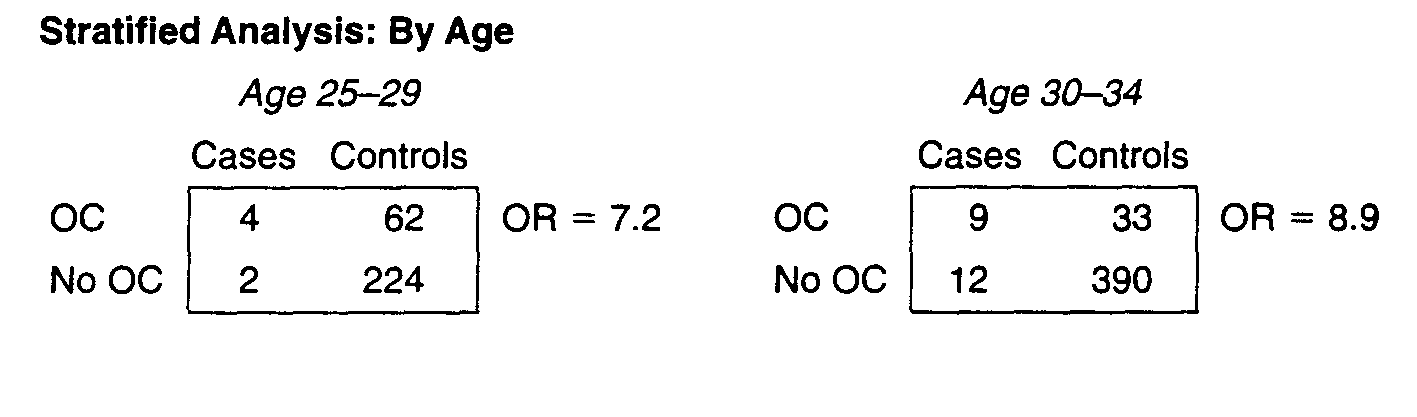 Stratified Analysis: By Age
Age 25–29 Age 30–34
Cases Controls Cases Controls
OC 4 62 OR = 7.2 OC 9 33 OR = 8.9
No OC 2 224 No OC 12 390